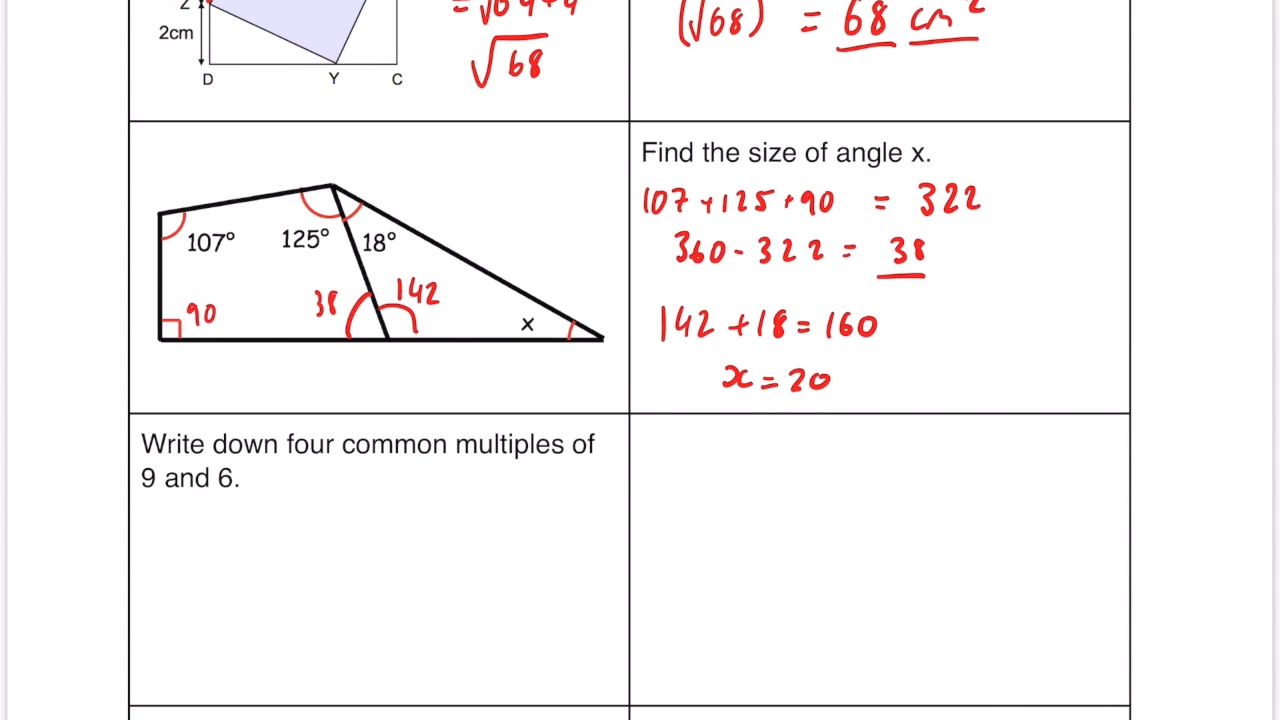 2cm
D
Y
C
√68
(√68) = 68 cm²
Find the size of angle x.
107°
125°
18°
90
38
142
x
107 + 125 + 90 = 322
360 - 322 = 38
142 + 18 = 160
x = 20
Write down four common multiples of
9 and 6.